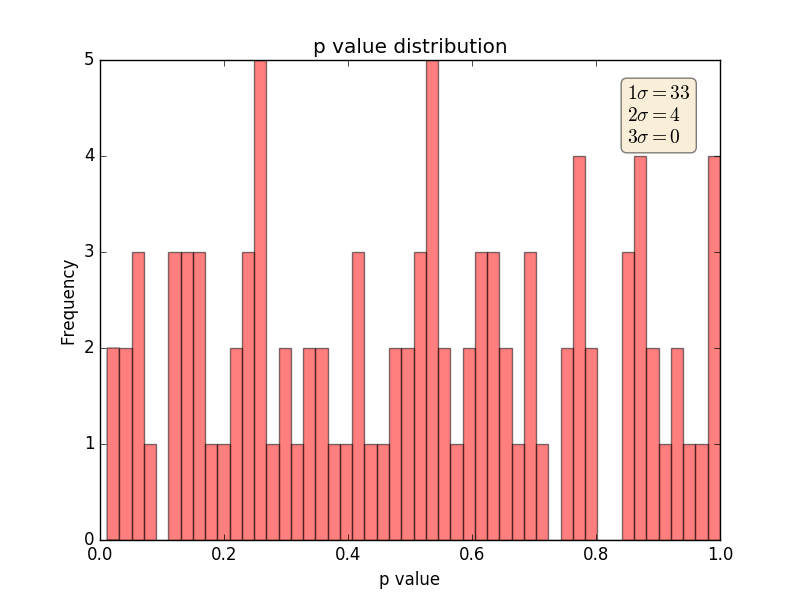 p value distribution
1σ = 33
2σ = 4
3σ = 0
5
4
3
2
1
0
Frequency
0.0 0.2 0.4 0.6 0.8 1.0
p value